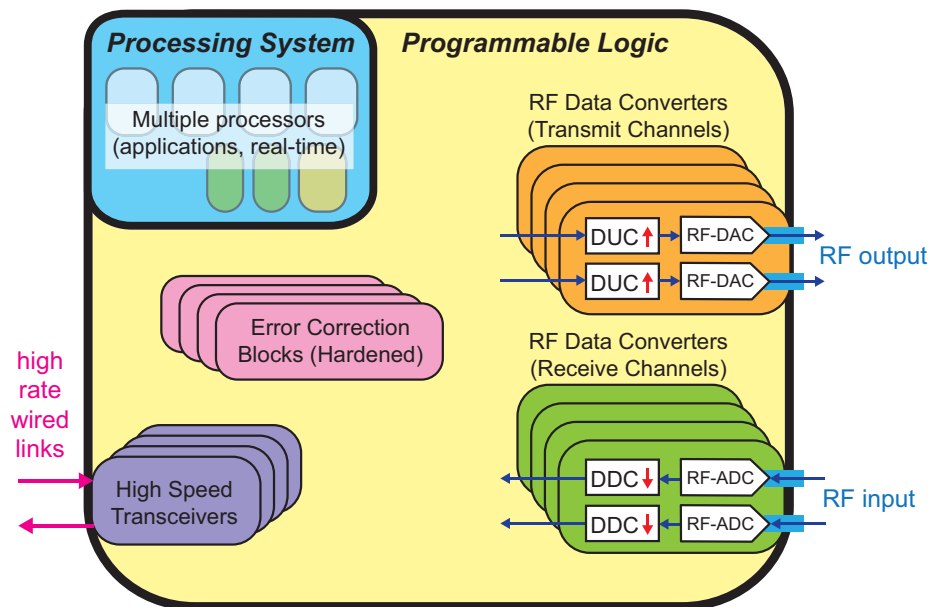 Processing System
Programmable Logic
Multiple processors
(applications, real-time)
RF Data Converters
(Transmit Channels)
DUC
RF-DAC
DUC
RF-DAC
RF output
Error Correction
Blocks (Hardened)
RF Data Converters
(Receive Channels)
high
rate
wired
links
High Speed
Transceivers
DDC
RF-ADC
DDC
RF-ADC
RF input